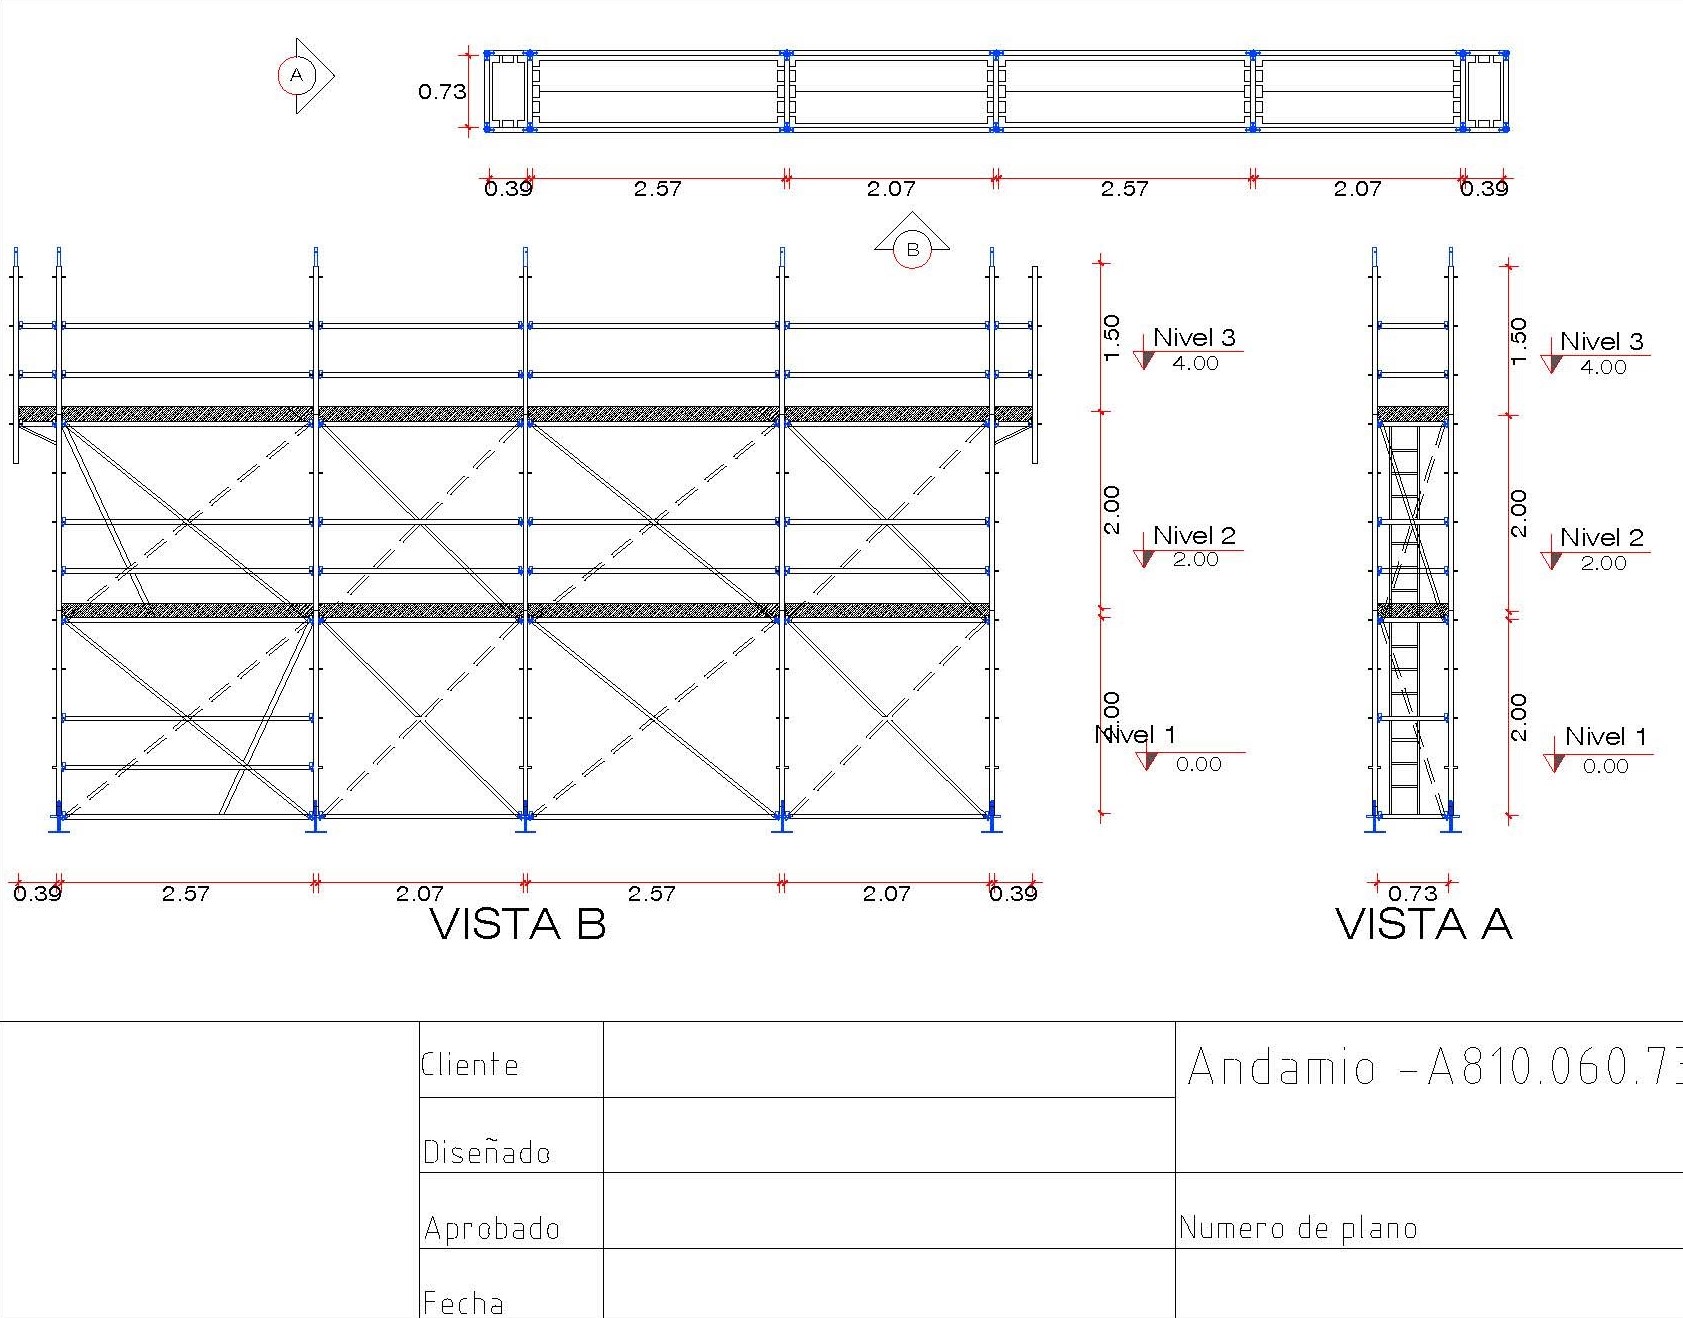 A
0.73
0.39 2.57 2.07 2.57 2.07 0.39
B
1.50
Nivel 3
4.00
2.00
Nivel 2
2.00
2.00
Nivel 1
0.00
1.50
Nivel 3
4.00
2.00
Nivel 2
2.00
2.00
Nivel 1
0.00
0.39 2.57 2.07 2.57 2.07 0.39
VISTA B
0.73
VISTA A
Cliente
Andamio -A810.060.73
Diseñado
Aprobado
Numero de plano
Fecha